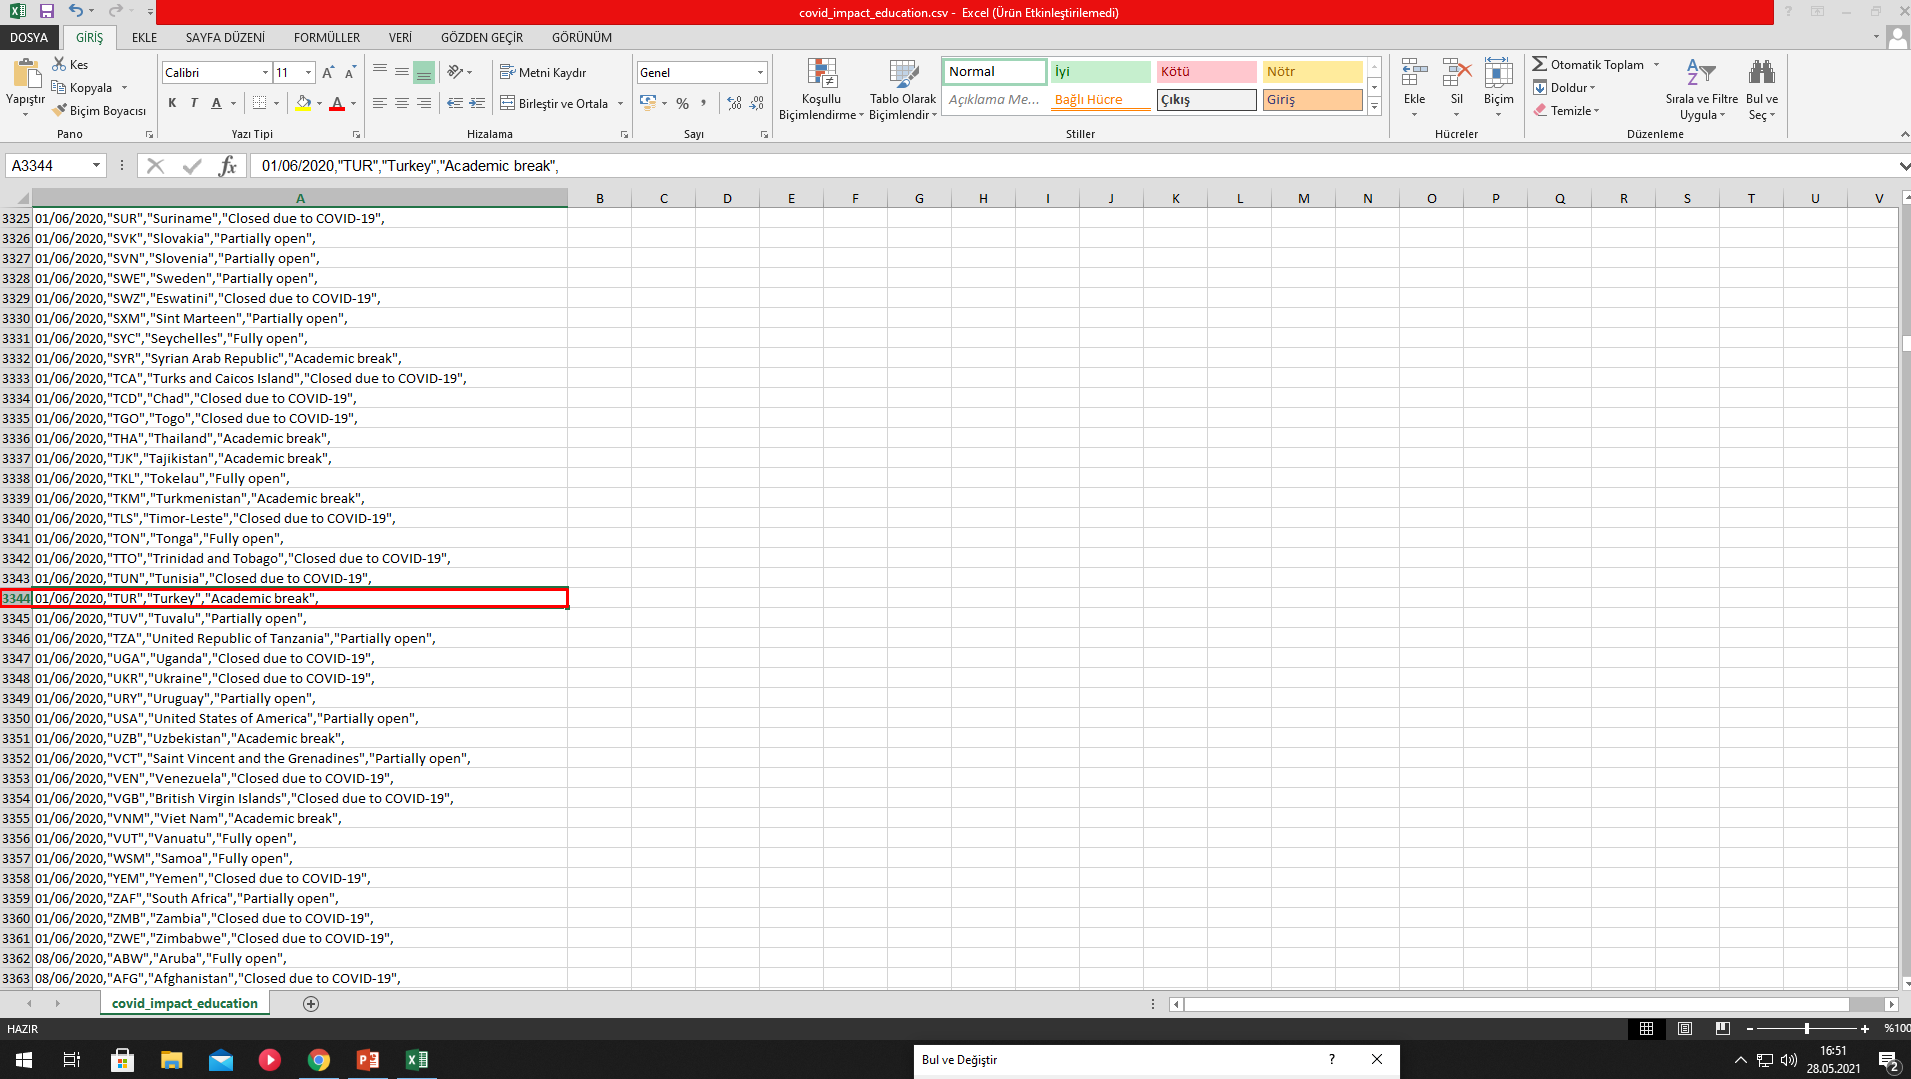 covid_impact_education.csv - Excel (Ürün Etkinleştirilemedi)
DOSYA GİRİŞ EKLE SAYFA DÜZENİ FORMÜLLER VERİ GÖZDEN GEÇİR GÖRÜNÜM
Yapıştır
Kes
Kopyala
Biçim Boyacısı
Pano
Calibri 11
K T A
Yazı Tipi
Metni Kaydır
Birleştir ve Ortala
Hizalama
Genel
%
Sayı
Koşullu Biçimlendirme
Tablo Olarak Biçimlendir
Normal İyi Kötü Nötr
Açıklama Me... Bağlı Hücre Çıkış Giriş
Stiller
Ekle Sil Biçim
Hücreler
Otomatik Toplam
Doldur
Temizle
Sırala ve Filtre Uygula
Bul ve Seç
Düzenleme
A3344 fx 01/06/2020,"TUR","Turkey","Academic break",
A B C D E F G H I J K L M N O P Q R S T U V
3325 01/06/2020,"SUR","Suriname","Closed due to COVID-19",
3326 01/06/2020,"SVK","Slovakia","Partially open",
3327 01/06/2020,"SVN","Slovenia","Partially open",
3328 01/06/2020,"SWE","Sweden","Partially open",
3329 01/06/2020,"SWZ","Eswatini","Closed due to COVID-19",
3330 01/06/2020,"SXM","Sint Marteen","Partially open",
3331 01/06/2020,"SYC","Seychelles","Fully open",
3332 01/06/2020,"SYR","Syrian Arab Republic","Academic break",
3333 01/06/2020,"TCA","Turks and Caicos Island","Closed due to COVID-19",
3334 01/06/2020,"TCD","Chad","Closed due to COVID-19",
3335 01/06/2020,"TGO","Togo","Closed due to COVID-19",
3336 01/06/2020,"THA","Thailand","Academic break",
3337 01/06/2020,"TJK","Tajikistan","Academic break",
3338 01/06/2020,"TKL","Tokelau","Fully open",
3339 01/06/2020,"TKM","Turkmenistan","Academic break",
3340 01/06/2020,"TLS","Timor-Leste","Closed due to COVID-19",
3341 01/06/2020,"TON","Tonga","Fully open",
3342 01/06/2020,"TTO","Trinidad and Tobago","Closed due to COVID-19",
3343 01/06/2020,"TUN","Tunisia","Closed due to COVID-19",
3344 01/06/2020,"TUR","Turkey","Academic break",
3345 01/06/2020,"TUV","Tuvalu","Partially open",
3346 01/06/2020,"TZA","United Republic of Tanzania","Partially open",
3347 01/06/2020,"UGA","Uganda","Closed due to COVID-19",
3348 01/06/2020,"UKR","Ukraine","Closed due to COVID-19",
3349 01/06/2020,"URY","Uruguay","Partially open",
3350 01/06/2020,"USA","United States of America","Partially open",
3351 01/06/2020,"UZB","Uzbekistan","Academic break",
3352 01/06/2020,"VCT","Saint Vincent and the Grenadines","Partially open",
3353 01/06/2020,"VEN","Venezuela","Closed due to COVID-19",
3354 01/06/2020,"VGB","British Virgin Islands","Closed due to COVID-19",
3355 01/06/2020,"VNM","Viet Nam","Academic break",
3356 01/06/2020,"VUT","Vanuatu","Fully open",
3357 01/06/2020,"WSM","Samoa","Fully open",
3358 01/06/2020,"YEM","Yemen","Closed due to COVID-19",
3359 01/06/2020,"ZAF","South Africa","Partially open",
3360 01/06/2020,"ZMB","Zambia","Closed due to COVID-19",
3361 01/06/2020,"ZWE","Zimbabwe","Closed due to COVID-19",
3362 08/06/2020,"ABW","Aruba","Fully open",
3363 08/06/2020,"AFG","Afghanistan","Closed due to COVID-19",
covid_impact_education
HAZIR %100
Bul ve Değiştir ?
16:51
28.05.2021
2